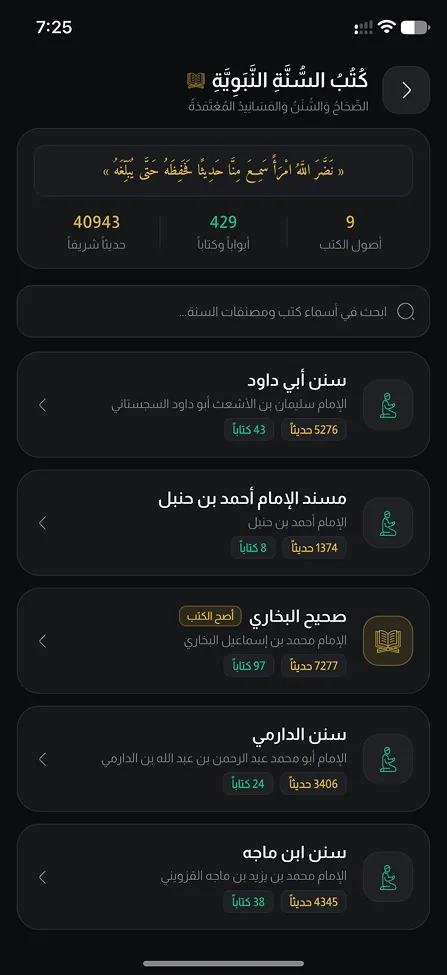 7:25
كُتُبُ السُّنَّةِ النَّبَوِيَّةِ
الصِّحَاحُ وَالسُّنَنُ وَالمَسَانِيدُ المُعْتَمَدَةُ
« نَضَّرَ اللَّهُ امْرَأً سَمِعَ مِنَّا حَدِيثًا فَحَفِظَهُ حَتَّى يُبَلِّغَهُ »
9 429 40943
أصول الكتب أبواباً وكتاباً حديثاً شريفاً
ابحث في أسماء كتب ومصنفات السنة...
سنن أبي داود
الإمام سليمان بن الأشعث أبو داود السجستاني
5276 حديثاً 43 كتاباً
مسند الإمام أحمد بن حنبل
الإمام أحمد بن حنبل
1374 حديثاً 8 كتاباً
صحيح البخاري أصح الكتب
الإمام محمد بن إسماعيل البخاري
7277 حديثاً 97 كتاباً
سنن الدارمي
الإمام أبو محمد عبد الرحمن بن عبد الله بن الدارمي
3406 حديثاً 24 كتاباً
سنن ابن ماجه
الإمام محمد بن يزيد بن ماجه القزويني
4345 حديثاً 38 كتاباً